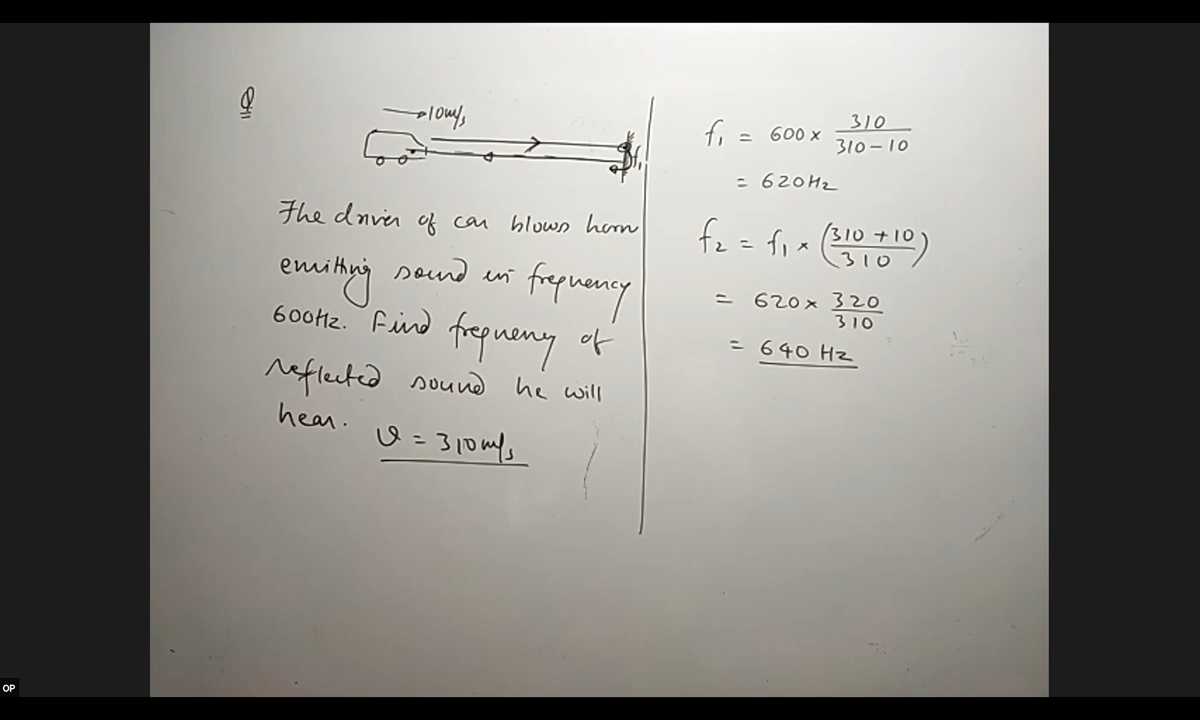 Q
10m/s
f₁
The driver of car blows horn
emitting sound in frequency
600Hz. Find frequency of
reflected sound he will
hear.
v = 310m/s
f₁ = 600 × 310/(310 - 10)
= 620Hz
f₂ = f₁ × (310 + 10)/310
= 620 × 320/310
= 640 Hz
OP